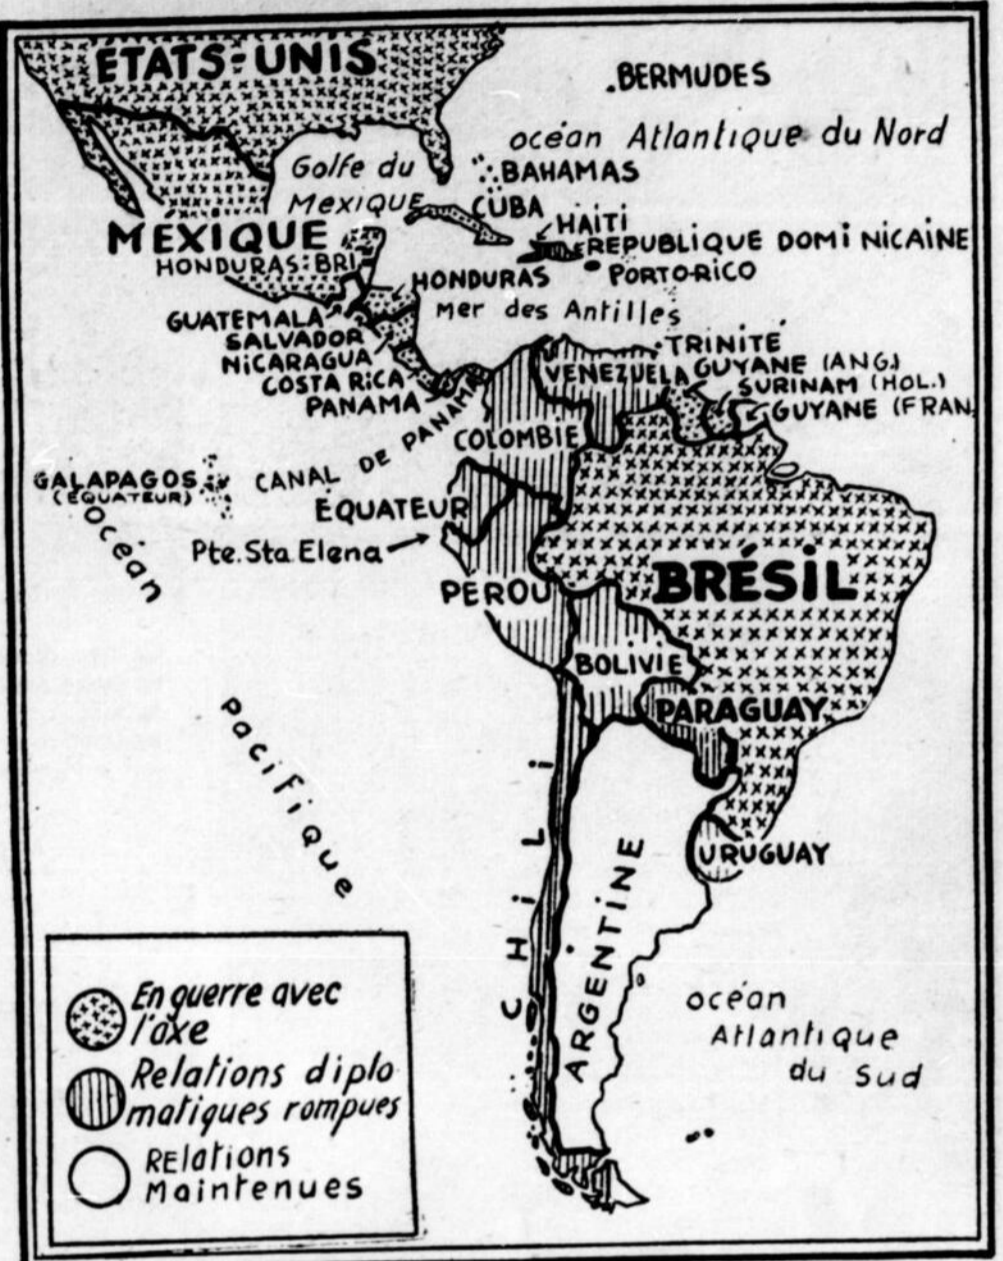 ETATS-UNIS
.BERMUDES
océan Atlantique du Nord
Golfe du
Mexique
BAHAMAS
CUBA
HAITI
MEXIQUE
REPUBLIQUE DOMINICAINE
HONDURAS BRI
HONDURAS
PORTO-RICO
mer des Antilles
GUATEMALA
SALVADOR
NICARAGUA
COSTA RICA
PANAMA
TRINITÉ
VENEZUELA
GUYANE (ANG.)
SURINAM (HOL.)
GUYANE (FRAN.
COLOMBIE
CANAL DE PANAMA
GALAPAGOS
(EQUATEUR)
EQUATEUR
Pte. Sta Elena
océan
Pacifique
PEROU
BRÉSIL
BOLIVIE
PARAGUAY
CHILI
URUGUAY
ARGENTINE
océan
Atlantique
du Sud
En guerre avec
l'axe
Relations diplo
matiques rompues
Relations
Maintenues